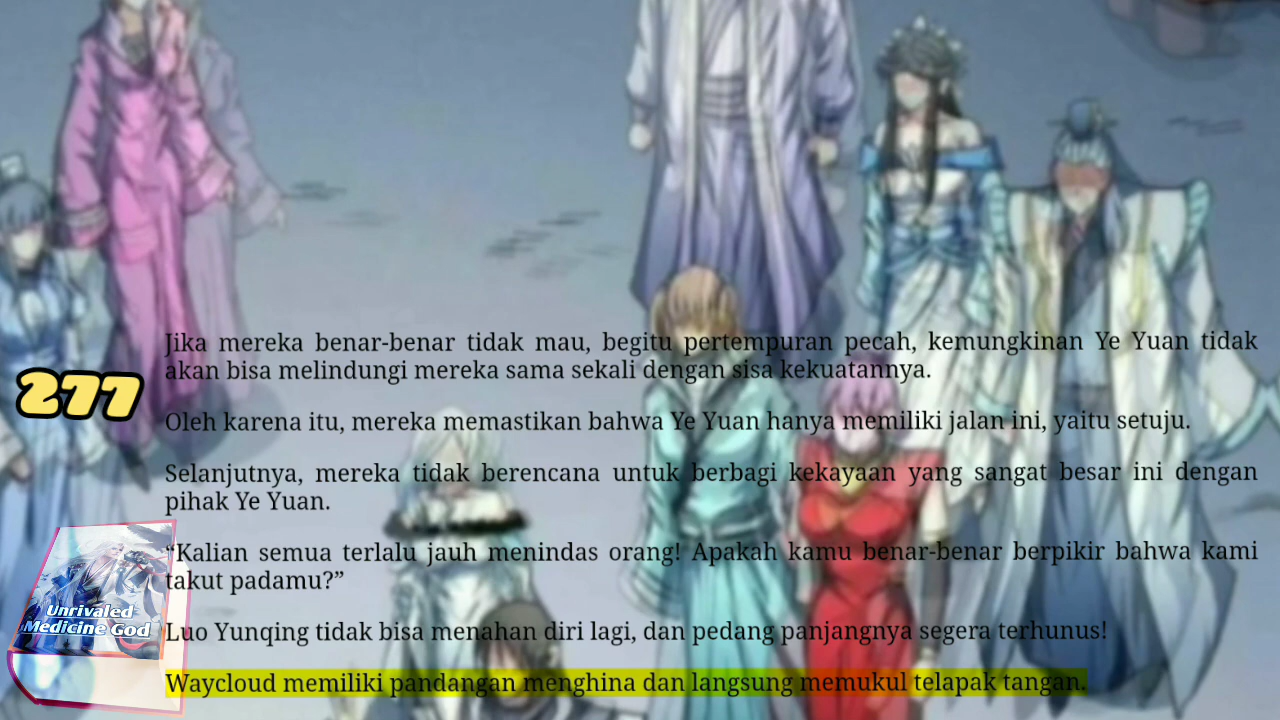 Jika mereka benar-benar tidak mau, begitu pertempuran pecah, kemungkinan Ye Yuan tidak
akan bisa melindungi mereka sama sekali dengan sisa kekuatannya.
Oleh karena itu, mereka memastikan bahwa Ye Yuan hanya memiliki jalan ini, yaitu setuju.
Selanjutnya, mereka tidak berencana untuk berbagi kekayaan yang sangat besar ini dengan
pihak Ye Yuan.
“Kalian semua terlalu jauh menindas orang! Apakah kamu benar-benar berpikir bahwa kami
takut padamu?”
Luo Yunqing tidak bisa menahan diri lagi, dan pedang panjangnya segera terhunus!
Waycloud memiliki pandangan menghina dan langsung memukul telapak tangan.
277
Unrivaled
Medicine God